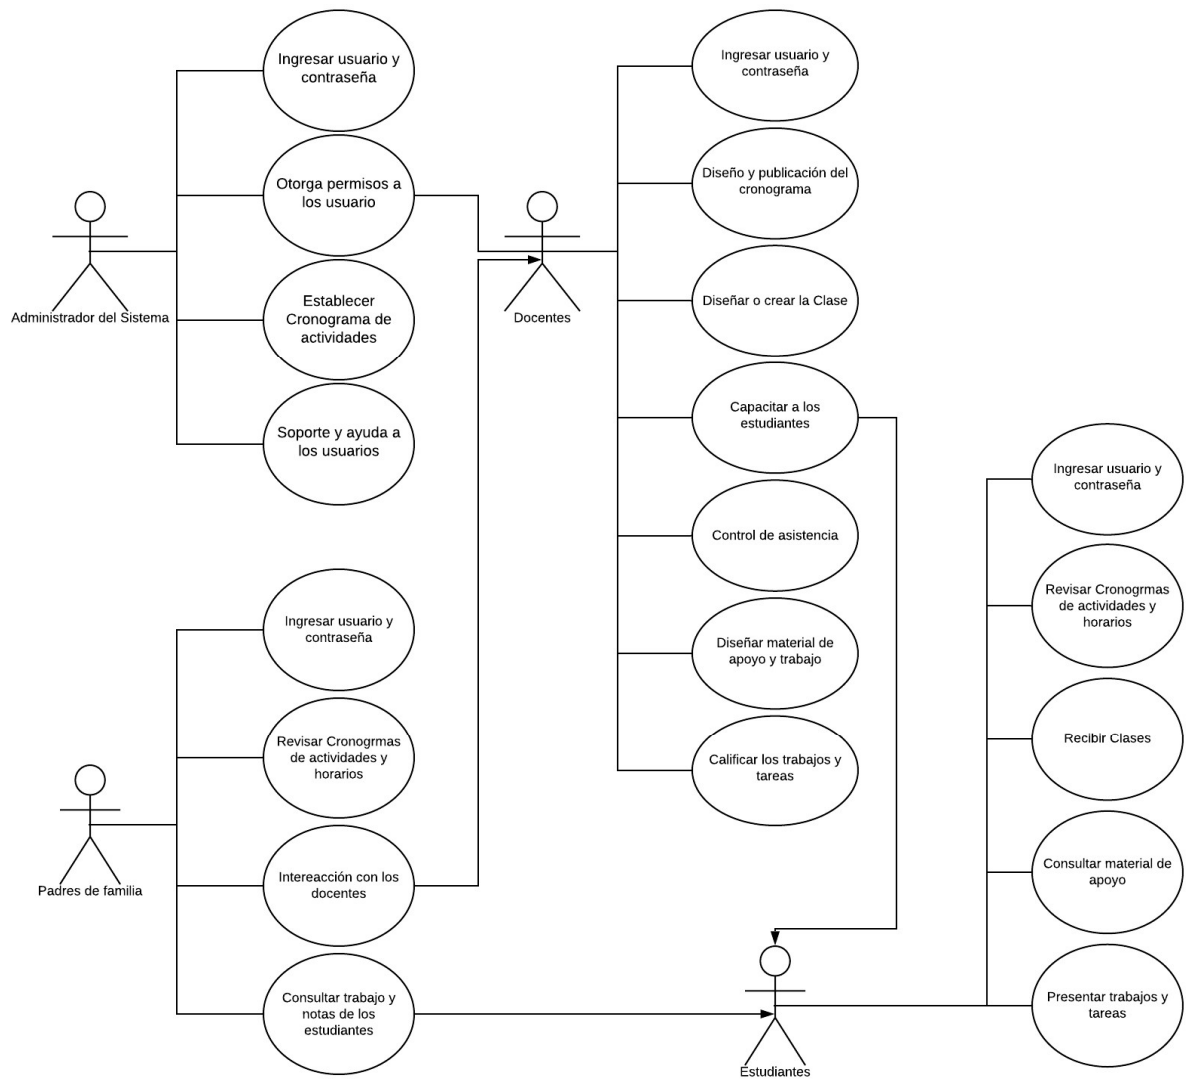 Ingresar usuario y
contraseña
Otorga permisos a
los usuario
Establecer
Cronograma de
actividades
Soporte y ayuda a
los usuarios
Administrador del Sistema
Docentes
Ingresar usuario y
contraseña
Diseño y publicación del
cronograma
Diseñar o crear la Clase
Capacitar a los
estudiantes
Control de asistencia
Diseñar material de
apoyo y trabajo
Calificar los trabajos y
tareas
Ingresar usuario y
contraseña
Revisar Cronogrmas
de actividades y
horarios
Intereacción con los
docentes
Consultar trabajo y
notas de los
estudiantes
Padres de familia
Ingresar usuario y
contraseña
Revisar Cronogrmas
de actividades y
horarios
Recibir Clases
Consultar material de
apoyo
Presentar trabajos y
tareas
Estudiantes